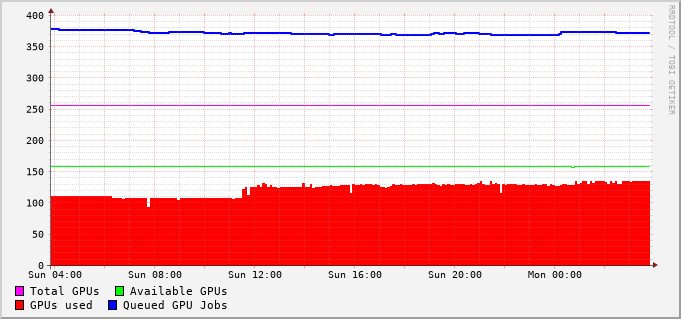 400
350
300
250
200
150
100
50
0
Sun 04:00 Sun 08:00 Sun 12:00 Sun 16:00 Sun 20:00 Mon 00:00
Total GPUs Available GPUs
GPUs used Queued GPU Jobs
RRDTOOL / TOBI OETIKER